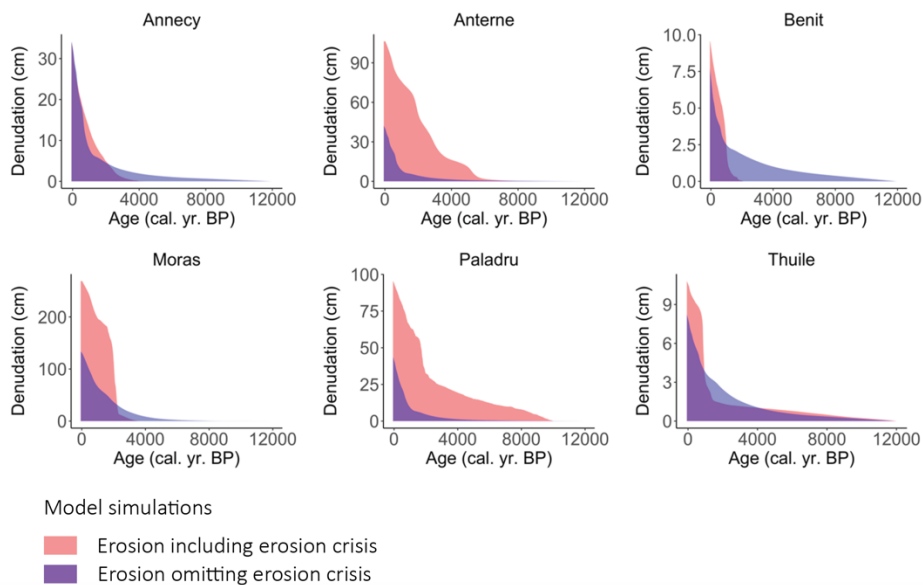 Annecy
Anterne
Benit
Denudation (cm)
30
20
10
0
0 4000 8000 12000
Age (cal. yr. BP)
Denudation (cm)
90
60
30
0
0 4000 8000 12000
Age (cal. yr. BP)
Denudation (cm)
10.0
7.5
5.0
2.5
0.0
0 4000 8000 12000
Age (cal. yr. BP)
Moras
Paladru
Thuile
Denudation (cm)
200
100
0
0 4000 8000 12000
Age (cal. yr. BP)
Denudation (cm)
100
75
50
25
0
0 4000 8000 12000
Age (cal. yr. BP)
Denudation (cm)
9
6
3
0
0 4000 8000 12000
Age (cal. yr. BP)
Model simulations
Erosion including erosion crisis
Erosion omitting erosion crisis